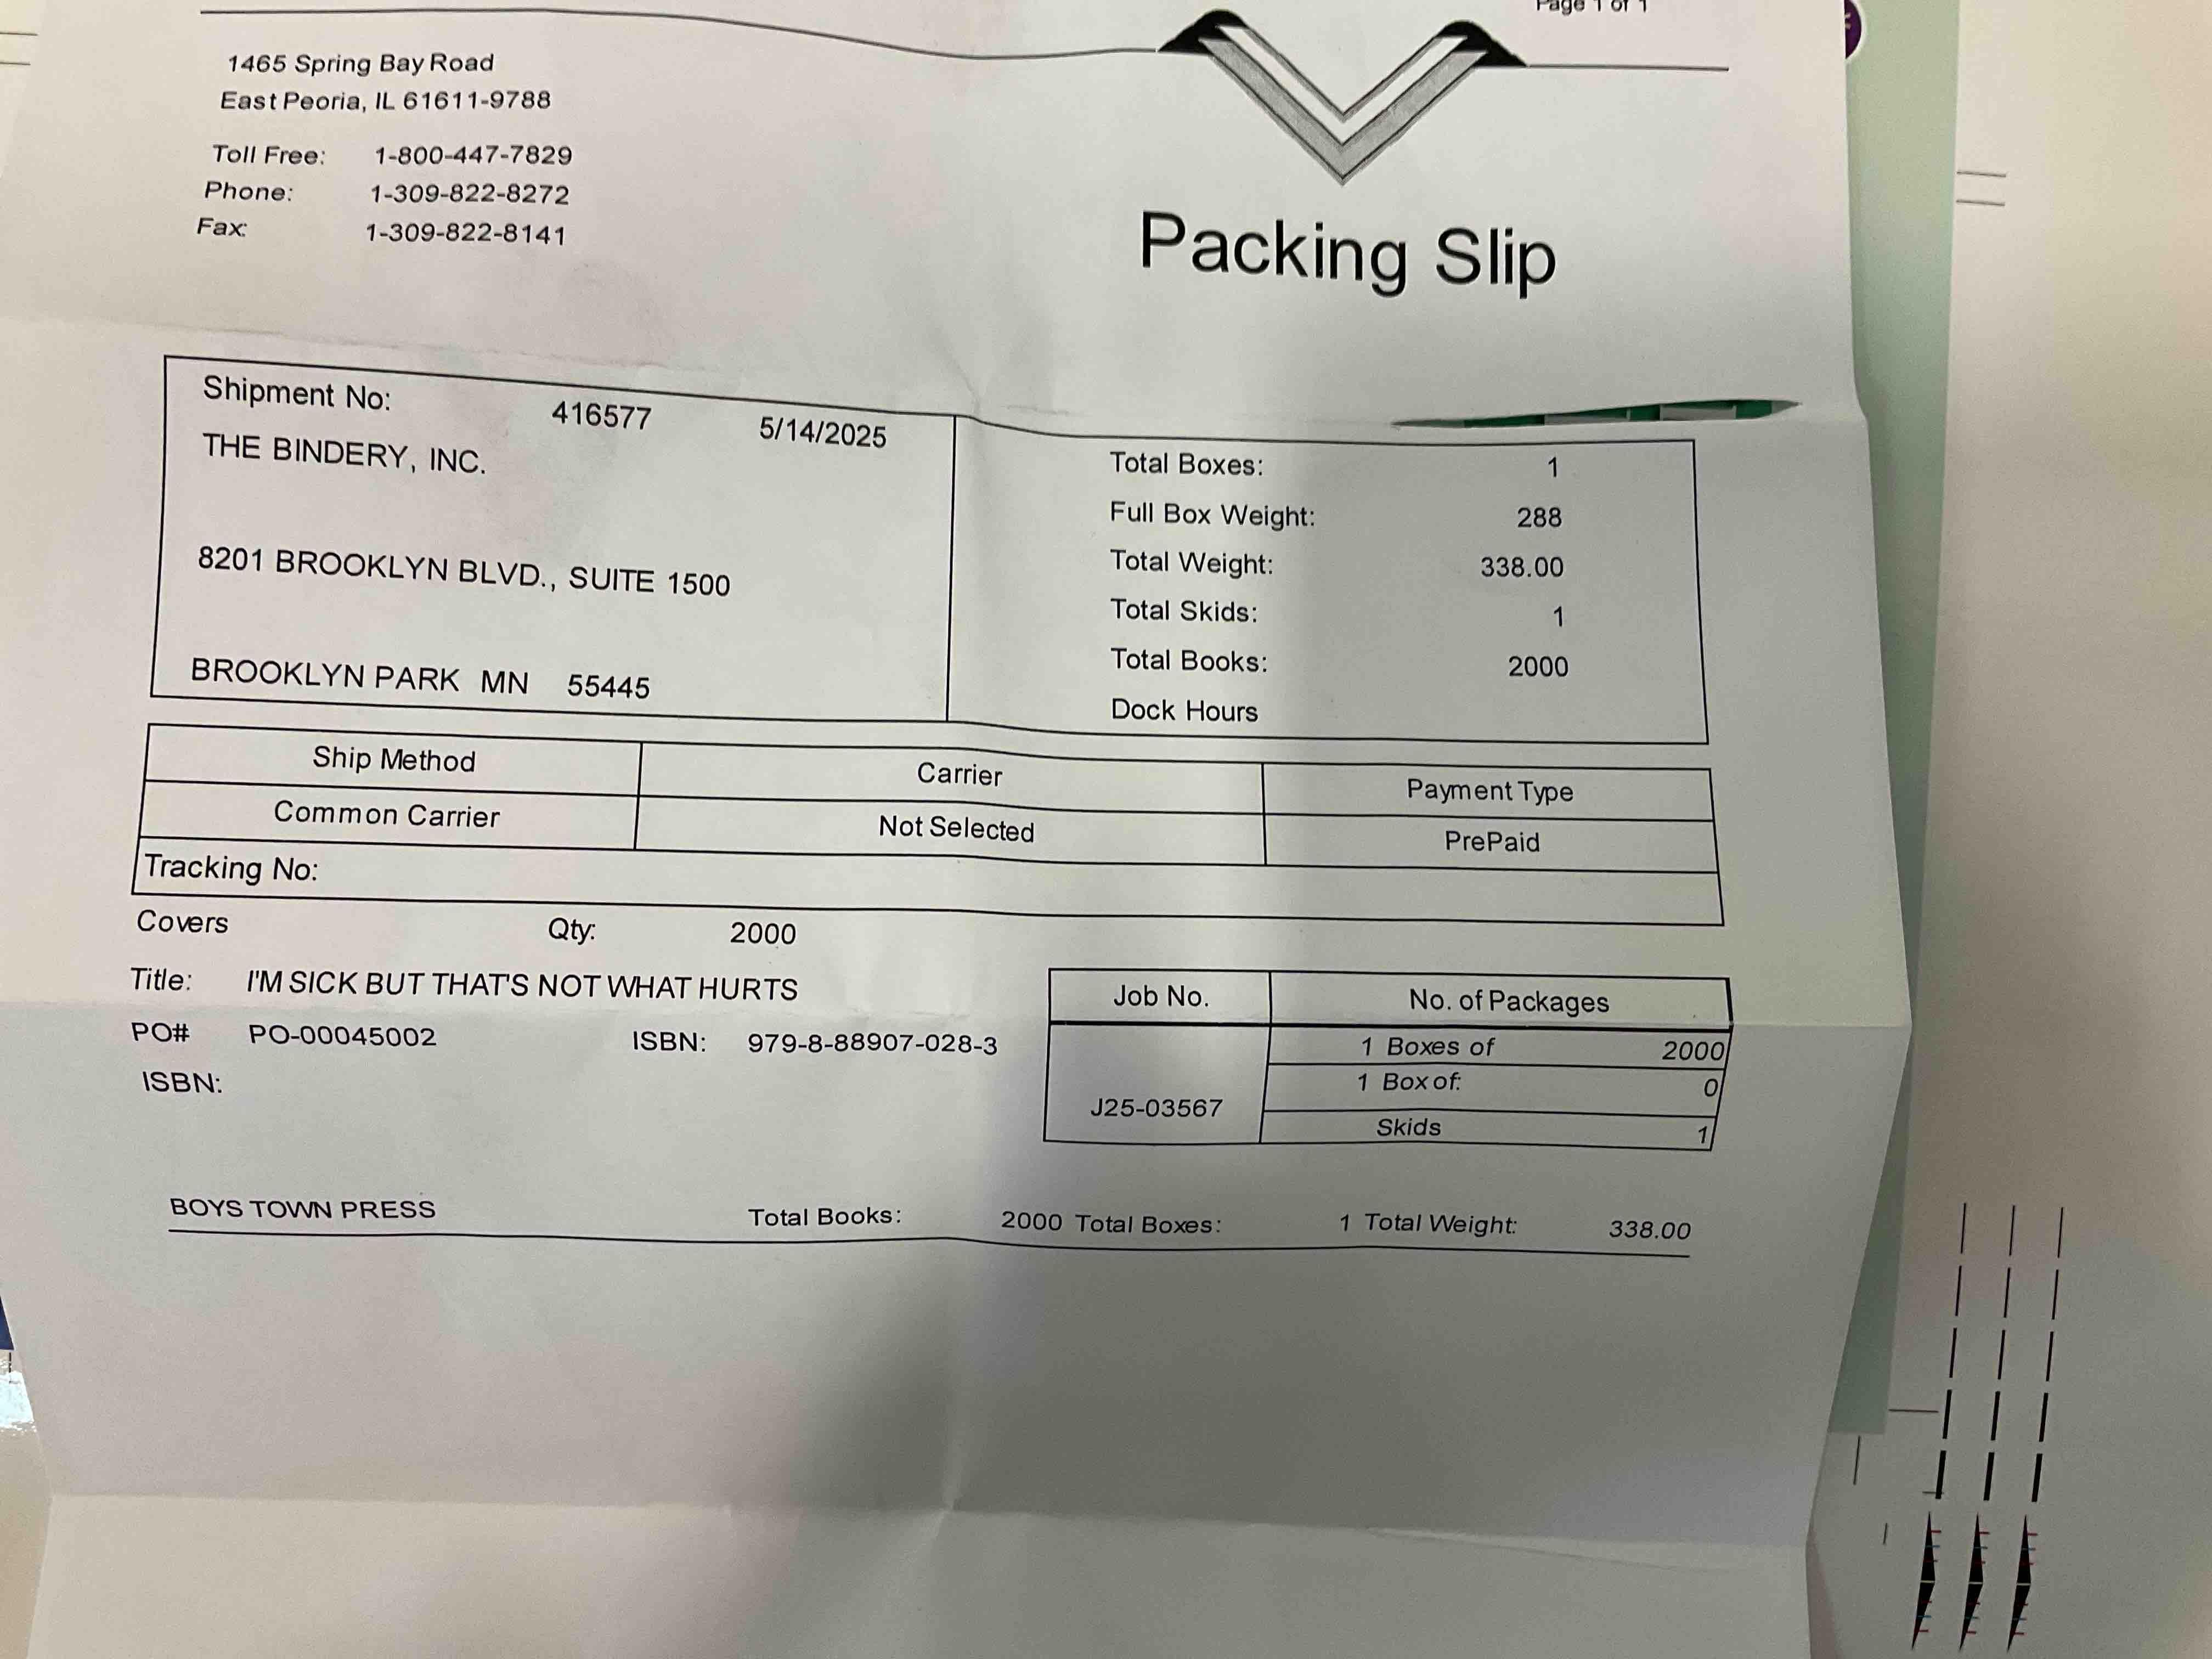 Page 1 of 1
1465 Spring Bay Road
East Peoria, IL 61611-9788
Toll Free: 1-800-447-7829
Phone: 1-309-822-8272
Fax: 1-309-822-8141
Packing Slip
Shipment No: 416577 5/14/2025
THE BINDERY, INC.
8201 BROOKLYN BLVD., SUITE 1500
BROOKLYN PARK MN 55445
Total Boxes: 1
Full Box Weight: 288
Total Weight: 338.00
Total Skids: 1
Total Books: 2000
Dock Hours
Ship Method Carrier Payment Type
Common Carrier Not Selected PrePaid
Tracking No:
Covers Qty: 2000
Title: I'M SICK BUT THAT'S NOT WHAT HURTS
PO# PO-00045002 ISBN: 979-8-88907-028-3
ISBN:
Job No. No. of Packages
1 Boxes of 2000
1 Box of: 0
J25-03567
Skids 1
BOYS TOWN PRESS Total Books: 2000 Total Boxes: 1 Total Weight: 338.00